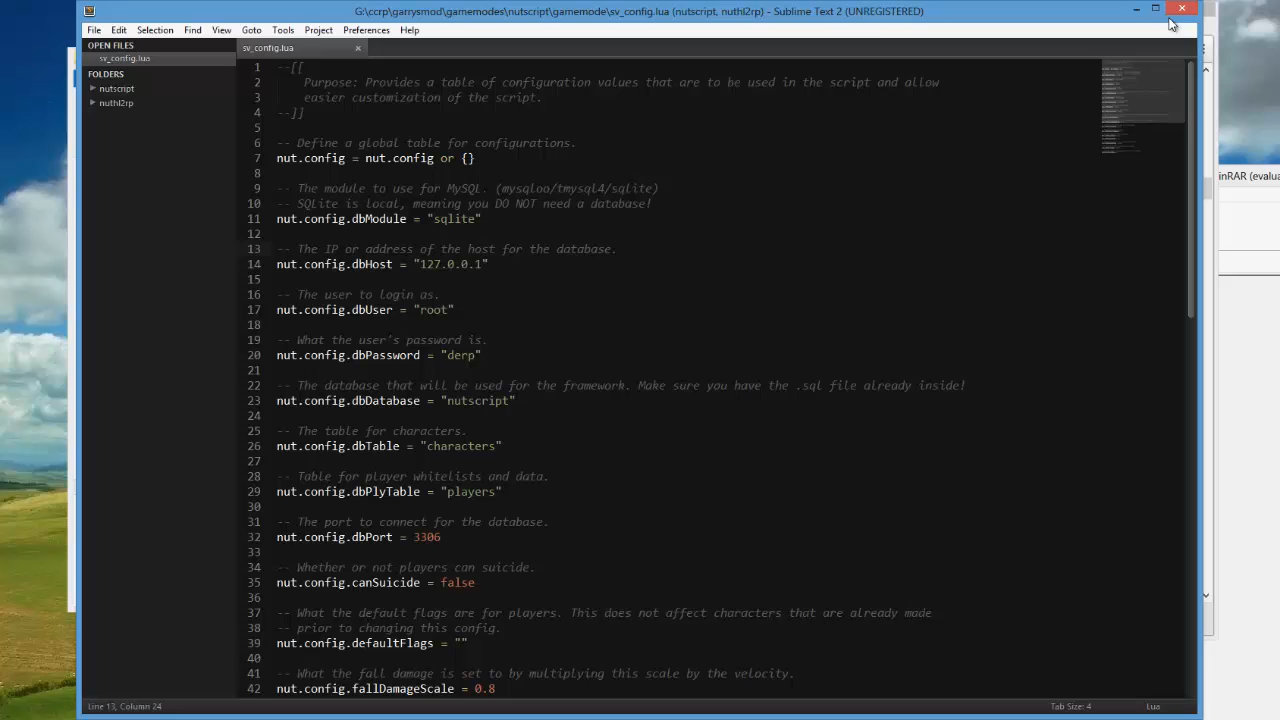 G:\ccrp\garrysmod\gamemodes\nutscript\gamemode\sv_config.lua (nutscript, nuthl2rp) - Sublime Text 2 (UNREGISTERED)
File Edit Selection Find View Goto Tools Project Preferences Help
OPEN FILES
sv_config.lua
FOLDERS
nutscript
nuthl2rp
sv_config.lua ×
1 --[[
2 Purpose: Provides a table of configuration values that are to be used in the script and allow
3 easier customization of the script.
4 --]]
5
6 -- Define a global table for configurations.
7 nut.config = nut.config or {}
8
9 -- The module to use for MySQL. (mysqloo/tmysql4/sqlite)
10 -- SQLite is local, meaning you DO NOT need a database!
11 nut.config.dbModule = "sqlite"
12
13 -- The IP or address of the host for the database.
14 nut.config.dbHost = "127.0.0.1"
15
16 -- The user to login as.
17 nut.config.dbUser = "root"
18
19 -- What the user's password is.
20 nut.config.dbPassword = "derp"
21
22 -- The database that will be used for the framework. Make sure you have the .sql file already inside!
23 nut.config.dbDatabase = "nutscript"
24
25 -- The table for characters.
26 nut.config.dbTable = "characters"
27
28 -- Table for player whitelists and data.
29 nut.config.dbPlyTable = "players"
30
31 -- The port to connect for the database.
32 nut.config.dbPort = 3306
33
34 -- Whether or not players can suicide.
35 nut.config.canSuicide = false
36
37 -- What the default flags are for players. This does not affect characters that are already made
38 -- prior to changing this config.
39 nut.config.defaultFlags = ""
40
41 -- What the fall damage is set to by multiplying this scale by the velocity.
42 nut.config.fallDamageScale = 0.8
Line 13, Column 24
Tab Size: 4
Lua
inRAR (evalua